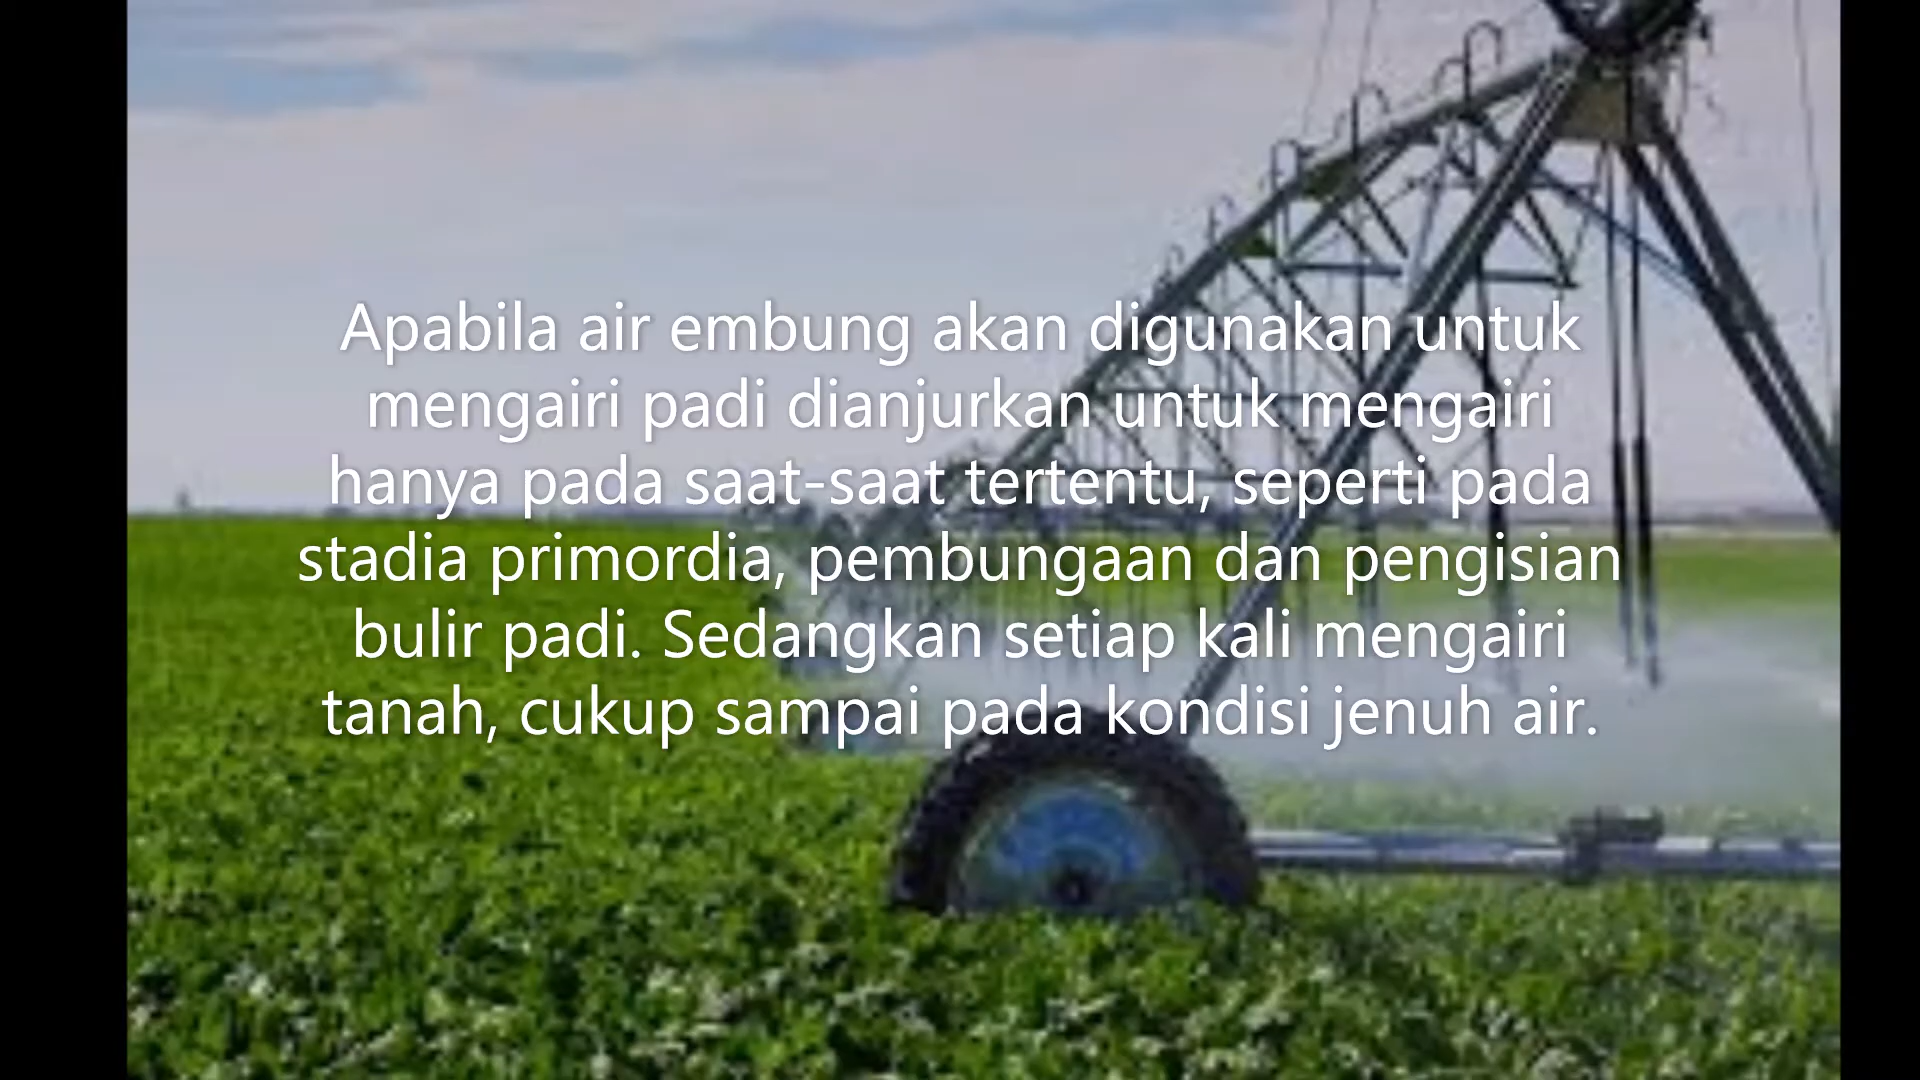 Apabila air embung akan digunakan untuk
mengairi padi dianjurkan untuk mengairi
hanya pada saat-saat tertentu, seperti pada
stadia primordia, pembungaan dan pengisian
bulir padi. Sedangkan setiap kali mengairi
tanah, cukup sampai pada kondisi jenuh air.